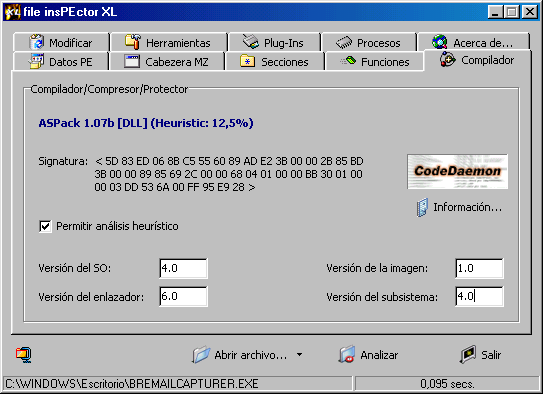 file insPEctor XL
Modificar
Herramientas
Plug-Ins
Procesos
Acerca de...
Datos PE
Cabezera MZ
Secciones
Funciones
Compilador
Compilador/Compresor/Protector
ASPack 1.07b [DLL] (Heuristic: 12,5%)
Signatura: < 5D 83 ED 06 8B C5 55 60 89 AD E2 3B 00 00 2B 85 BD
3B 00 00 89 85 69 2C 00 00 68 04 01 00 00 BB 30 01 00
00 03 DD 53 6A 00 FF 95 E9 28 >
CodeDaemon
Información...
Permitir análisis heurístico
Versión del SO: 4.0
Versión de la imagen: 1.0
Versión del enlazador: 6.0
Versión del subsistema: 4.0
Abrir archivo...
Analizar
Salir
C:\WINDOWS\Escritorio\BREMAILCAPTURER.EXE
0,095 secs.